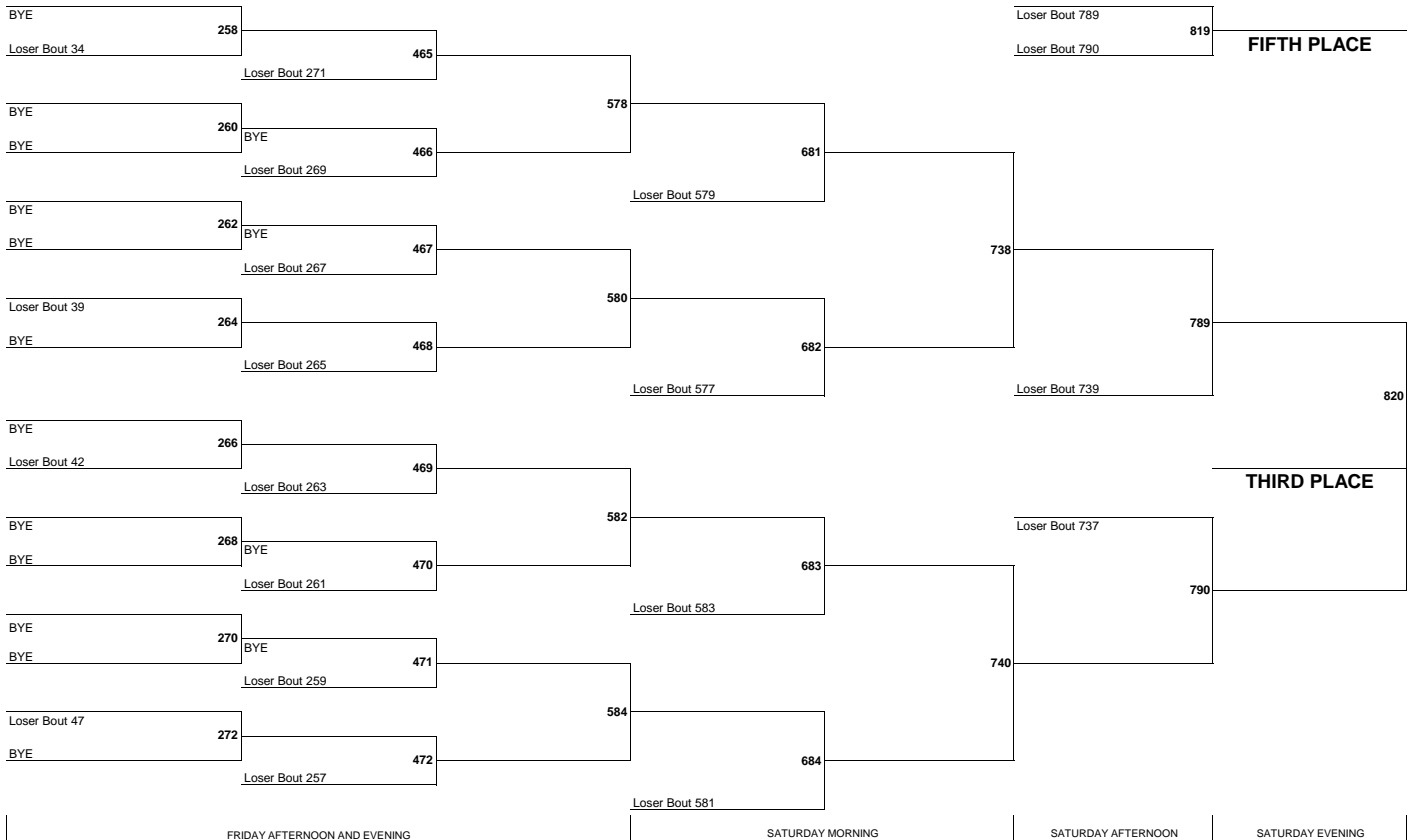 BYE
258
Loser Bout 34
465
Loser Bout 271
578
BYE
260
BYE
BYE
466
Loser Bout 269
681
Loser Bout 579
BYE
262
BYE
BYE
467
Loser Bout 267
580
Loser Bout 39
264
BYE
468
Loser Bout 265
682
Loser Bout 577
738
789
Loser Bout 739
BYE
266
Loser Bout 42
469
Loser Bout 263
582
BYE
268
BYE
BYE
470
Loser Bout 261
683
Loser Bout 583
BYE
270
BYE
BYE
471
Loser Bout 259
584
Loser Bout 47
272
BYE
472
Loser Bout 257
684
Loser Bout 581
740
Loser Bout 737
790
820
THIRD PLACE
Loser Bout 789
819
Loser Bout 790
FIFTH PLACE
FRIDAY AFTERNOON AND EVENING
SATURDAY MORNING
SATURDAY AFTERNOON
SATURDAY EVENING